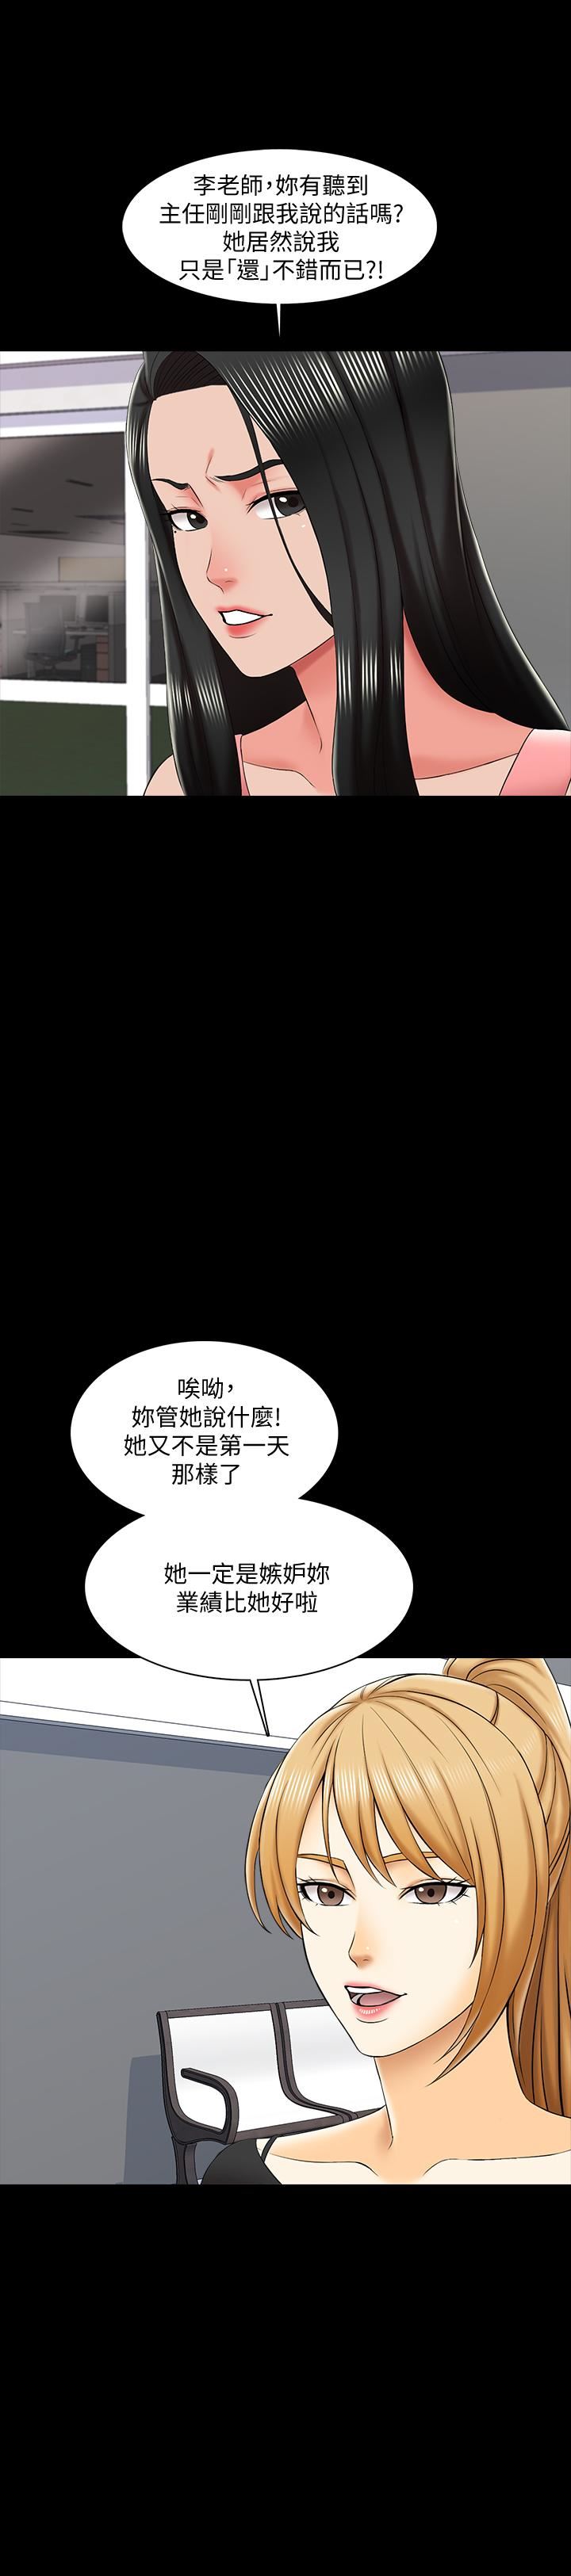 李老師,妳有聽到
主任剛剛跟我說的話嗎?
她居然說我
只是「還」不錯而已?!
唉呦,
妳管她說什麼!
她又不是第一天
那樣了
她一定是嫉妒妳
業績比她好啦